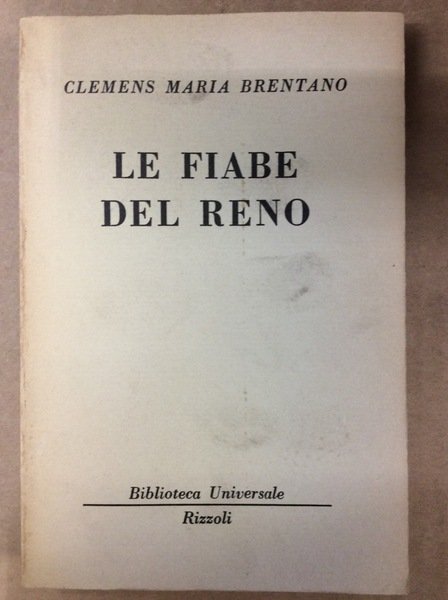 CLEMENS MARIA BRENTANO
LE FIABE
DEL RENO
Biblioteca Universale
Rizzoli